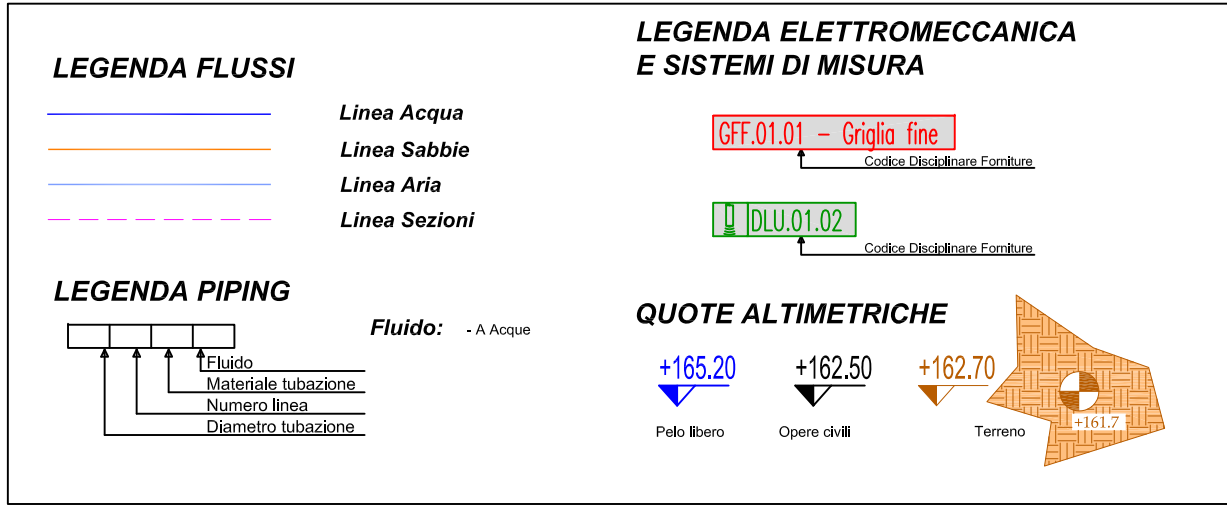 LEGENDA FLUSSI
Linea Acqua
Linea Sabbie
Linea Aria
Linea Sezioni
LEGENDA PIPING
Fluido: - A Acque
Fluido
Materiale tubazione
Numero linea
Diametro tubazione
LEGENDA ELETTROMECCANICA
E SISTEMI DI MISURA
GFF.01.01 – Griglia fine
Codice Disciplinare Forniture
DLU.01.02
Codice Disciplinare Forniture
QUOTE ALTIMETRICHE
+165.20 +162.50 +162.70
+161.7
Pelo libero Opere civili Terreno